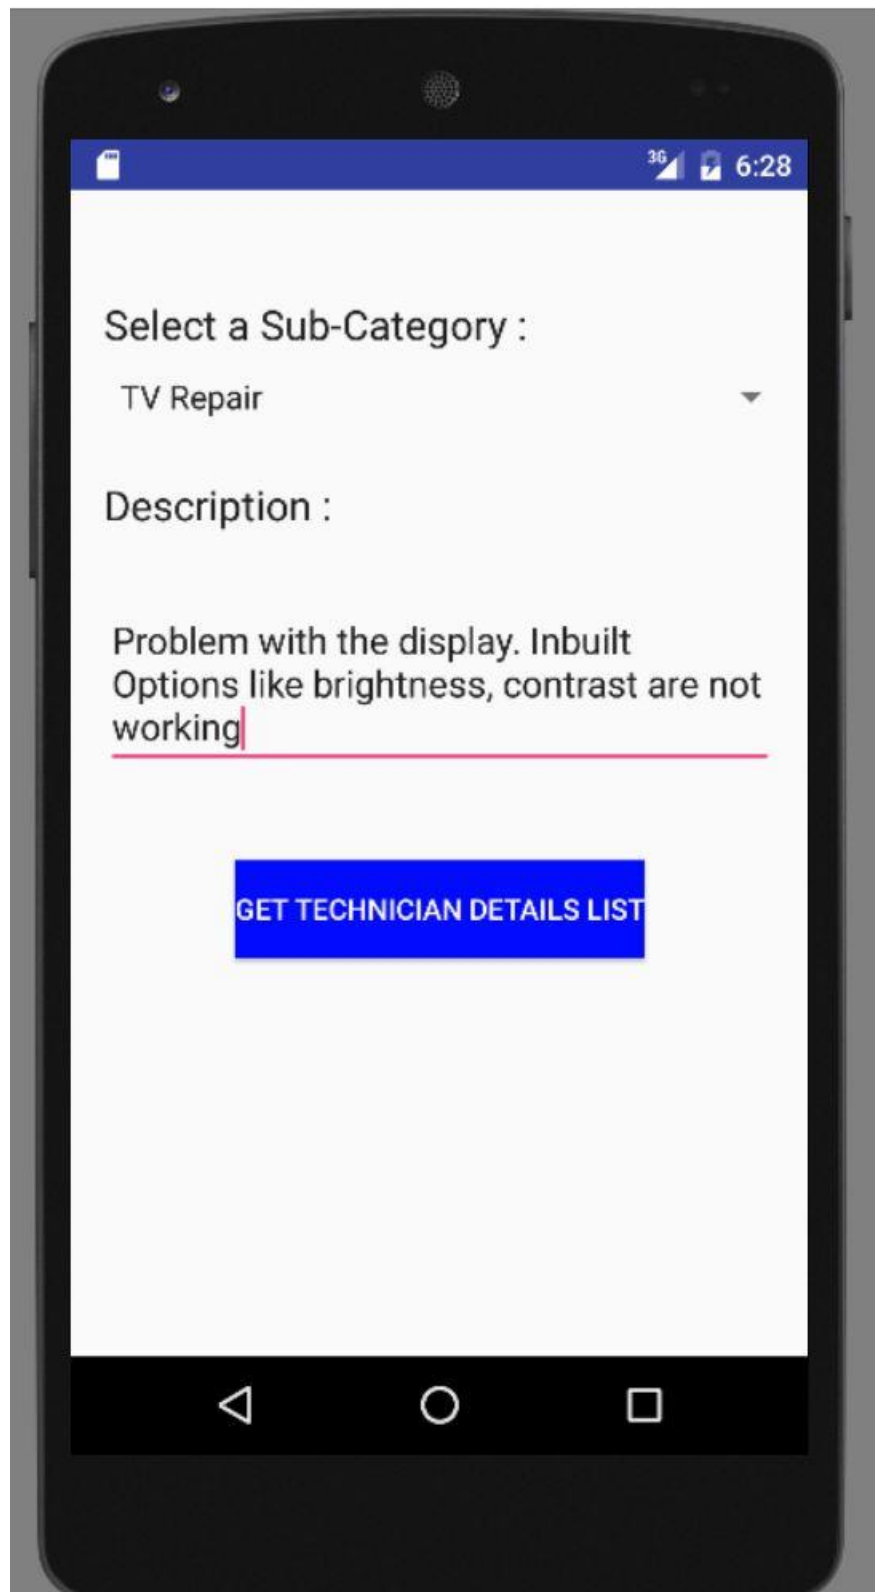 3G 6:28
Select a Sub-Category :
TV Repair
Description :
Problem with the display. Inbuilt
Options like brightness, contrast are not
working
GET TECHNICIAN DETAILS LIST